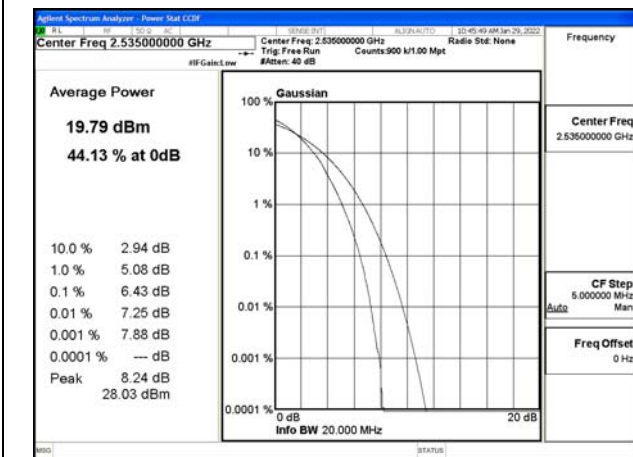 Agilent Spectrum Analyzer - Power Stat CCDF
RL RF 50 Ω AC SENSE:INT ALIGN AUTO 10:45:49 AM Jan 29, 2022
Center Freq 2.535000000 GHz
Center Freq: 2.535000000 GHz Radio Std: None
Trig: Free Run Counts:900 k/1.00 Mpt
#IFGain:Low #Atten: 40 dB
Frequency
Average Power
19.79 dBm
44.13 % at 0dB
10.0 % 2.94 dB
1.0 % 5.08 dB
0.1 % 6.43 dB
0.01 % 7.25 dB
0.001 % 7.88 dB
0.0001 % --- dB
Peak 8.24 dB
28.03 dBm
Gaussian
100 %
10 %
1 %
0.1 %
0.01 %
0.001 %
0.0001 %
0 dB 20 dB
Info BW 20.000 MHz
Center Freq
2.535000000 GHz
CF Step
5.000000 MHz
Auto Man
Freq Offset
0 Hz
MSG STATUS